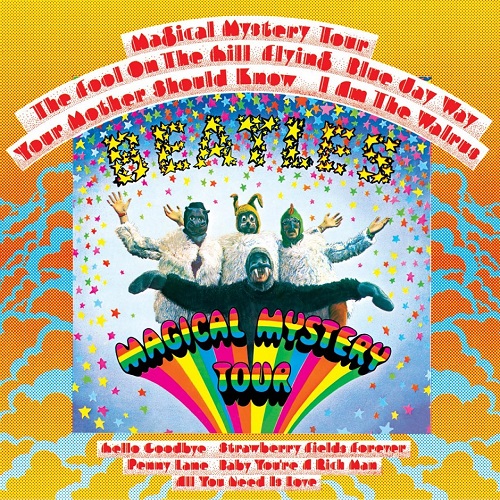 Magical Mystery Tour
The Fool On The Hill Flying Blue Jay Way
Your Mother Should Know I Am The Walrus
BEATLES
MAGICAL MYSTERY
TOUR
Hello Goodbye Strawberry Fields Forever
Penny Lane Baby You're A Rich Man
All You Need Is Love